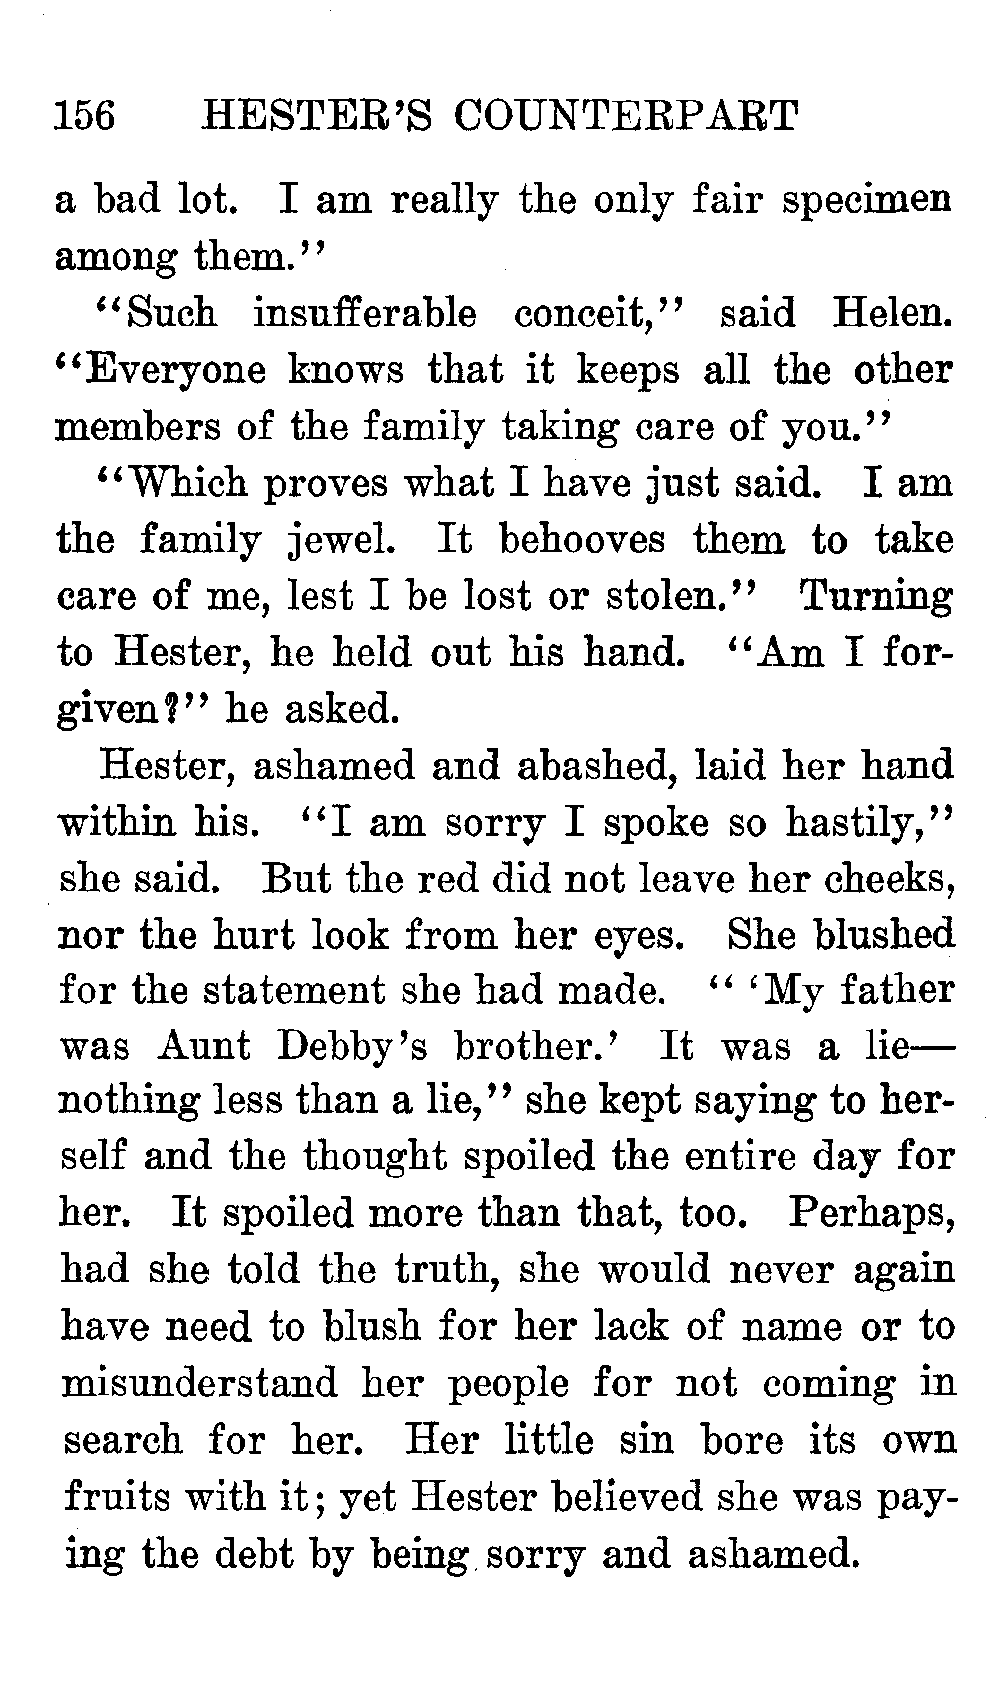 156 HESTER'S COUNTERPART
a bad lot. I am really the only fair specimen
among them."
"Such insufferable conceit," said Helen.
"Everyone knows that it keeps all the other
members of the family taking care of you."
"Which proves what I have just said. I am
the family jewel. It behooves them to take
care of me, lest I be lost or stolen." Turning
to Hester, he held out his hand. "Am I for-
given?" he asked.
Hester, ashamed and abashed, laid her hand
within his. "I am sorry I spoke so hastily,"
she said. But the red did not leave her cheeks,
nor the hurt look from her eyes. She blushed
for the statement she had made. " 'My father
was Aunt Debby's brother.' It was a lie—
nothing less than a lie," she kept saying to her-
self and the thought spoiled the entire day for
her. It spoiled more than that, too. Perhaps,
had she told the truth, she would never again
have need to blush for her lack of name or to
misunderstand her people for not coming in
search for her. Her little sin bore its own
fruits with it; yet Hester believed she was pay-
ing the debt by being sorry and ashamed.